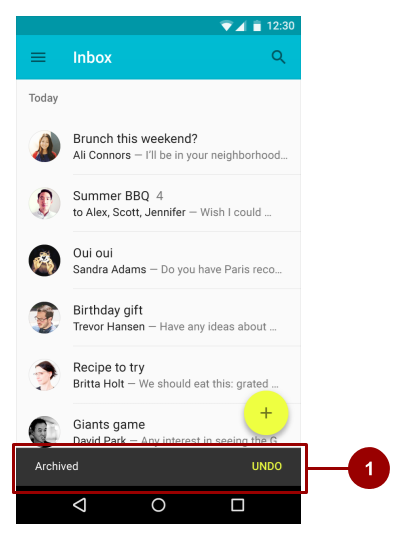 12:30
Inbox
Today
Brunch this weekend?
Ali Connors — I'll be in your neighborhood...
Summer BBQ 4
to Alex, Scott, Jennifer — Wish I could ...
Oui oui
Sandra Adams — Do you have Paris reco...
Birthday gift
Trevor Hansen — Have any ideas about ...
Recipe to try
Britta Holt — We should eat this: grated ...
+
Giants game
David Park — Any interest in seeing the G
Archived UNDO
1